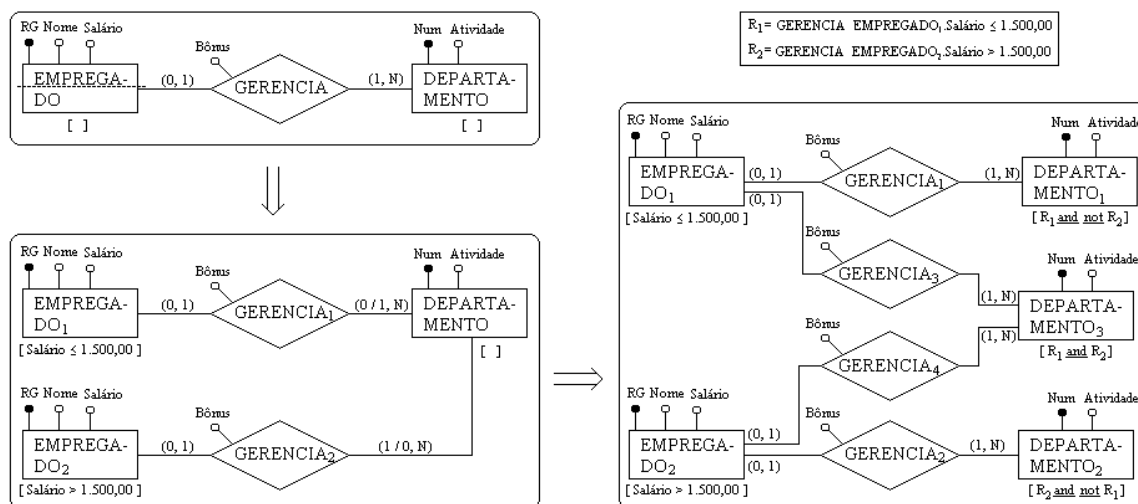 RG Nome Salário
Num Atividade
Bônus
EMPREGA-
DO
(0, 1)
GERENCIA
(1, N)
DEPARTA-
MENTO
[ ]
[ ]
R1 = GERENCIA EMPREGADO1.Salário ≤ 1.500,00
R2 = GERENCIA EMPREGADO2.Salário > 1.500,00
RG Nome Salário
Num Atividade
Bônus
EMPREGA-
DO1
(0, 1)
GERENCIA1
(0 / 1, N)
DEPARTA-
MENTO
[Salário ≤ 1.500,00 ]
[ ]
RG Nome Salário
Bônus
EMPREGA-
DO2
(0, 1)
GERENCIA2
(1 / 0, N)
[Salário > 1.500,00 ]
RG Nome Salário
Num Atividade
Bônus
EMPREGA-
DO1
(0, 1)
(0, 1)
GERENCIA1
(1, N)
DEPARTA-
MENTO1
[Salário ≤ 1.500,00 ]
[ R1 and not R2]
Bônus
Num Atividade
GERENCIA3
(1, N)
DEPARTA-
MENTO3
(1, N)
[ R1 and R2]
Bônus
GERENCIA4
RG Nome Salário
Num Atividade
Bônus
EMPREGA-
DO2
(0, 1)
(0, 1)
GERENCIA2
(1, N)
DEPARTA-
MENTO2
[Salário > 1.500,00 ]
[ R2 and not R1]